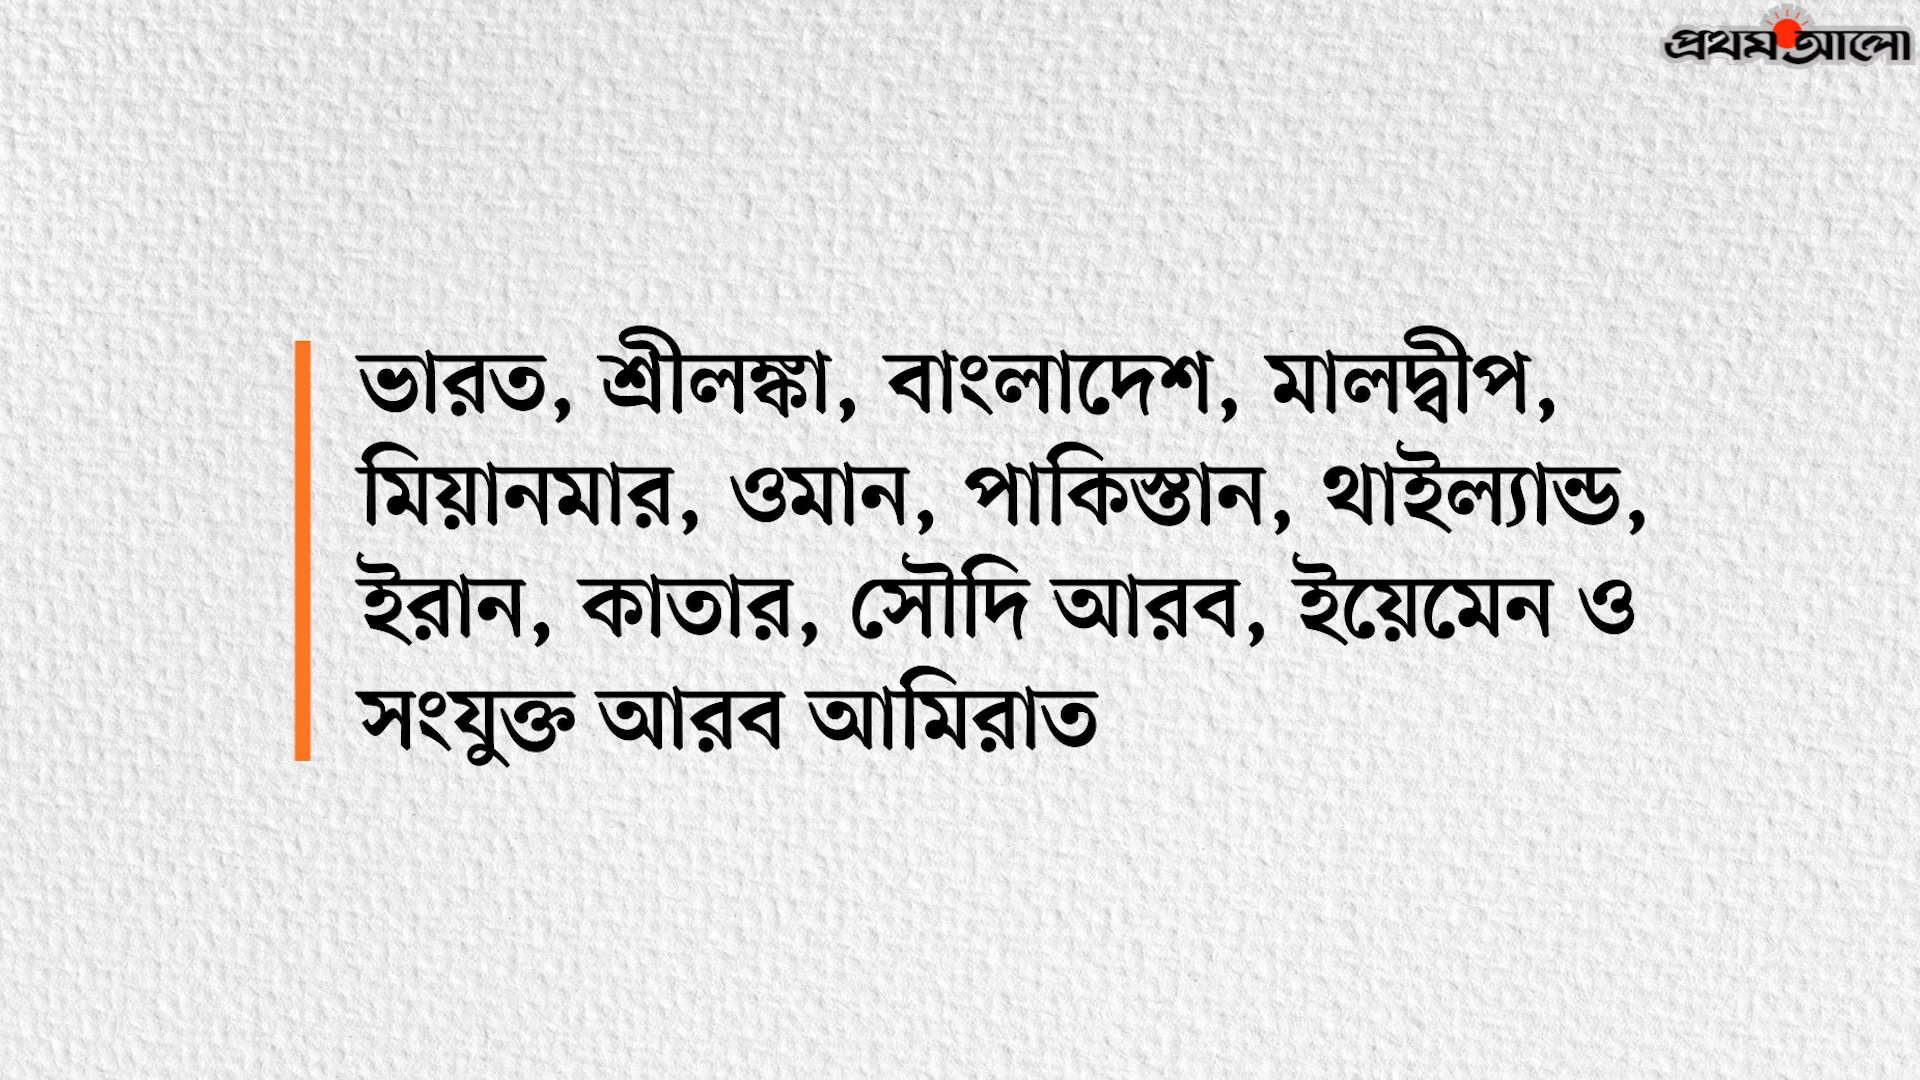 প্রথম আলো
ভারত, শ্রীলঙ্কা, বাংলাদেশ, মালদ্বীপ,
মিয়ানমার, ওমান, পাকিস্তান, থাইল্যান্ড,
ইরান, কাতার, সৌদি আরব, ইয়েমেন ও
সংযুক্ত আরব আমিরাত